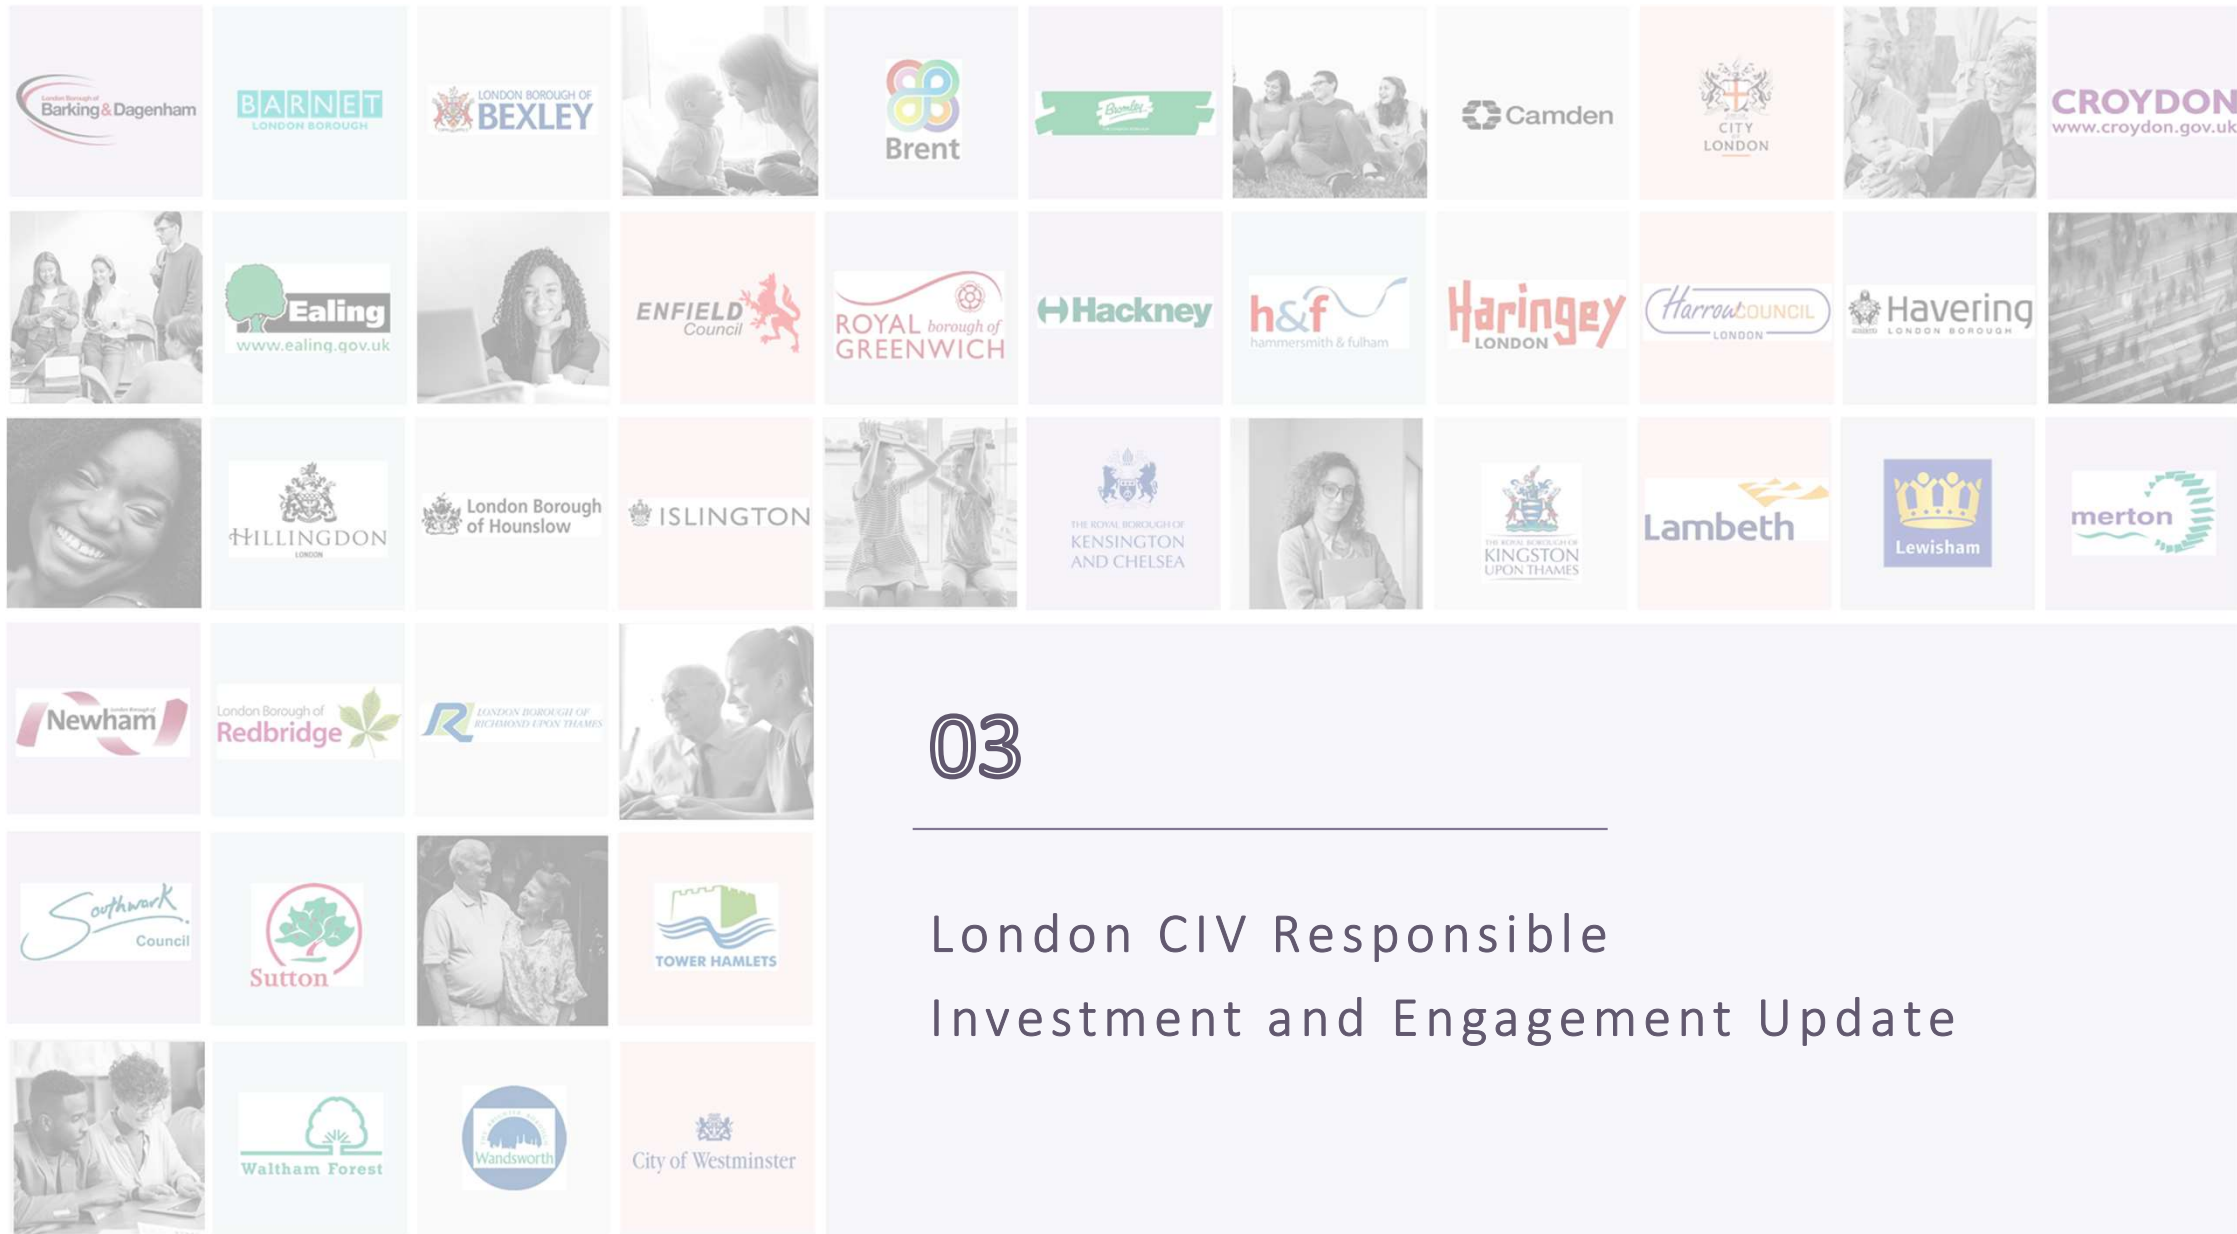 London Borough of
Barking & Dagenham
BARNET
LONDON BOROUGH
LONDON BOROUGH OF
BEXLEY
Brent
Bromley
Camden
CITY
OF
LONDON
CROYDON
www.croydon.gov.uk
Ealing
www.ealing.gov.uk
ENFIELD
Council
ROYAL borough of
GREENWICH
Hackney
h&f
hammersmith & fulham
Haringey
LONDON
HarrowCOUNCIL
LONDON
Havering
LONDON BOROUGH
HILLINGDON
LONDON
London Borough
of Hounslow
ISLINGTON
THE ROYAL BOROUGH OF
KENSINGTON
AND CHELSEA
THE ROYAL BOROUGH OF
KINGSTON
UPON THAMES
Lambeth
Lewisham
merton
London Borough of
Newham
London Borough of
Redbridge
LONDON BOROUGH OF
RICHMOND UPON THAMES
Southwark
Council
Sutton
TOWER HAMLETS
Waltham Forest
THE BRIGHTER BOROUGH
Wandsworth
City of Westminster
03
London CIV Responsible
Investment and Engagement Update